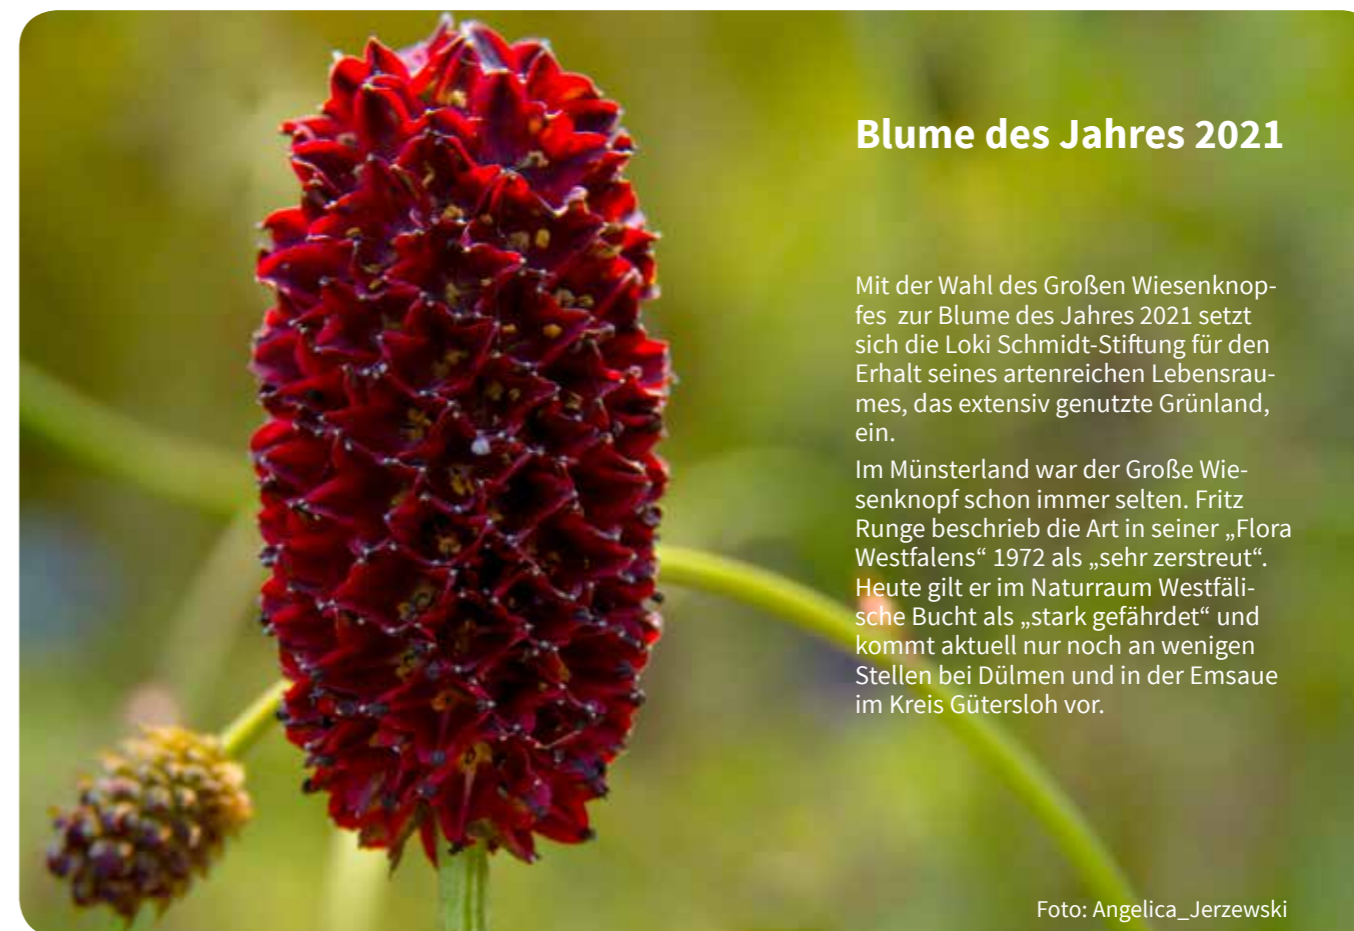 Blume des Jahres 2021
Mit der Wahl des Großen Wiesenknop-
fes  zur Blume des Jahres 2021 setzt
sich die Loki Schmidt-Stiftung für den
Erhalt seines artenreichen Lebensrau-
mes, das extensiv genutzte Grünland,
ein.
Im Münsterland war der Große Wie-
senknopf schon immer selten. Fritz
Runge beschrieb die Art in seiner „Flora
Westfalens“ 1972 als „sehr zerstreut“.
Heute gilt er im Naturraum Westfäli-
sche Bucht als „stark gefährdet“ und
kommt aktuell nur noch an wenigen
Stellen bei Dülmen und in der Emsaue
im Kreis Gütersloh vor.
Foto: Angelica_Jerzewski